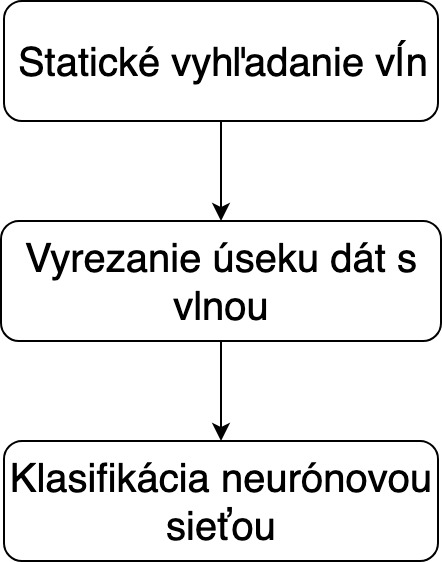 Statické vyhľadanie vĺn
Vyrezanie úseku dát s
vlnou
Klasifikácia neurónovou
sieťou